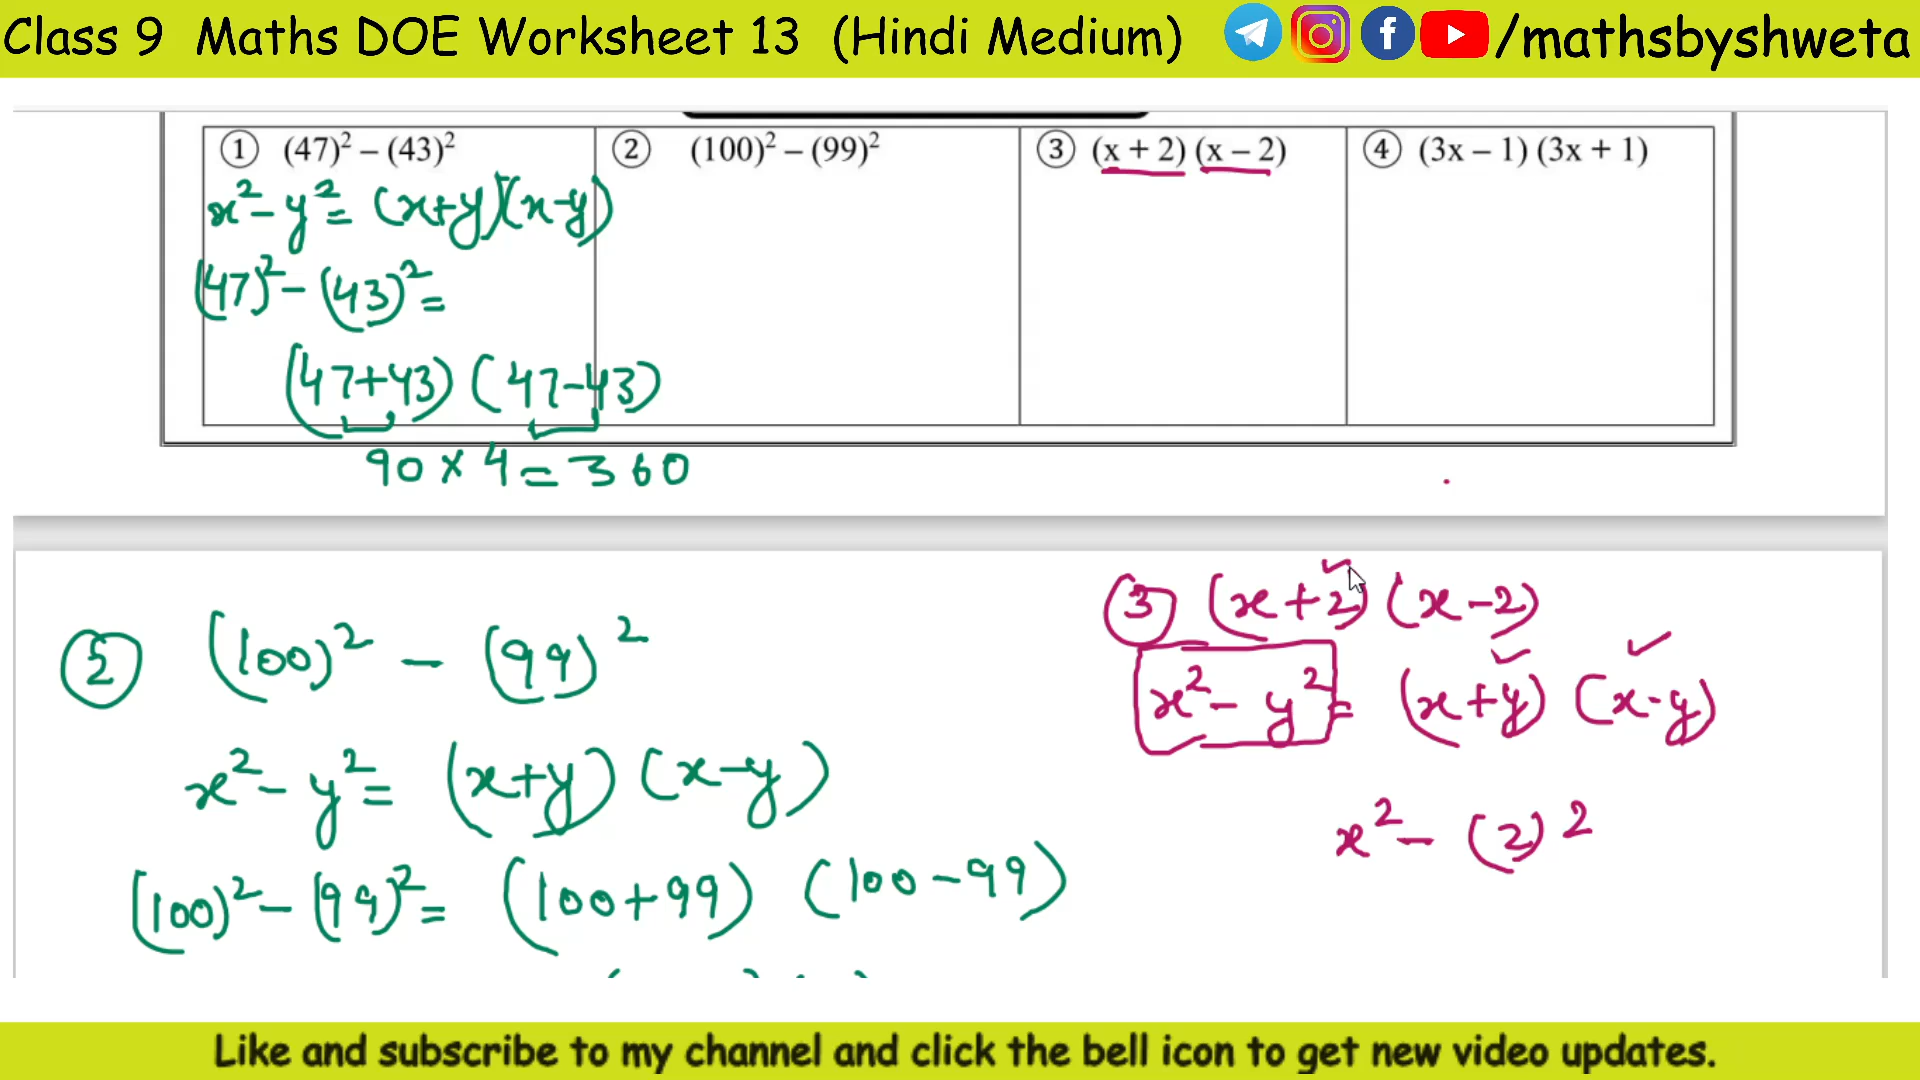 Class 9 Maths DOE Worksheet 13 (Hindi Medium) /mathsbyshweta
① (47)² – (43)²
x² – y² = (x+y)(x–y)
(47)² – (43)² =
(47+43) (47–43)
90 × 4 = 360
② (100)² – (99)²
③ (x + 2) (x – 2)
④ (3x – 1) (3x + 1)
② (100)² – (99)²
x² – y² = (x+y) (x–y)
(100)² – (99)² = (100+99) (100–99)
③ (x+2) (x–2)
x² – y² = (x+y) (x-y)
x² – (2)²
Like and subscribe to my channel and click the bell icon to get new video updates.